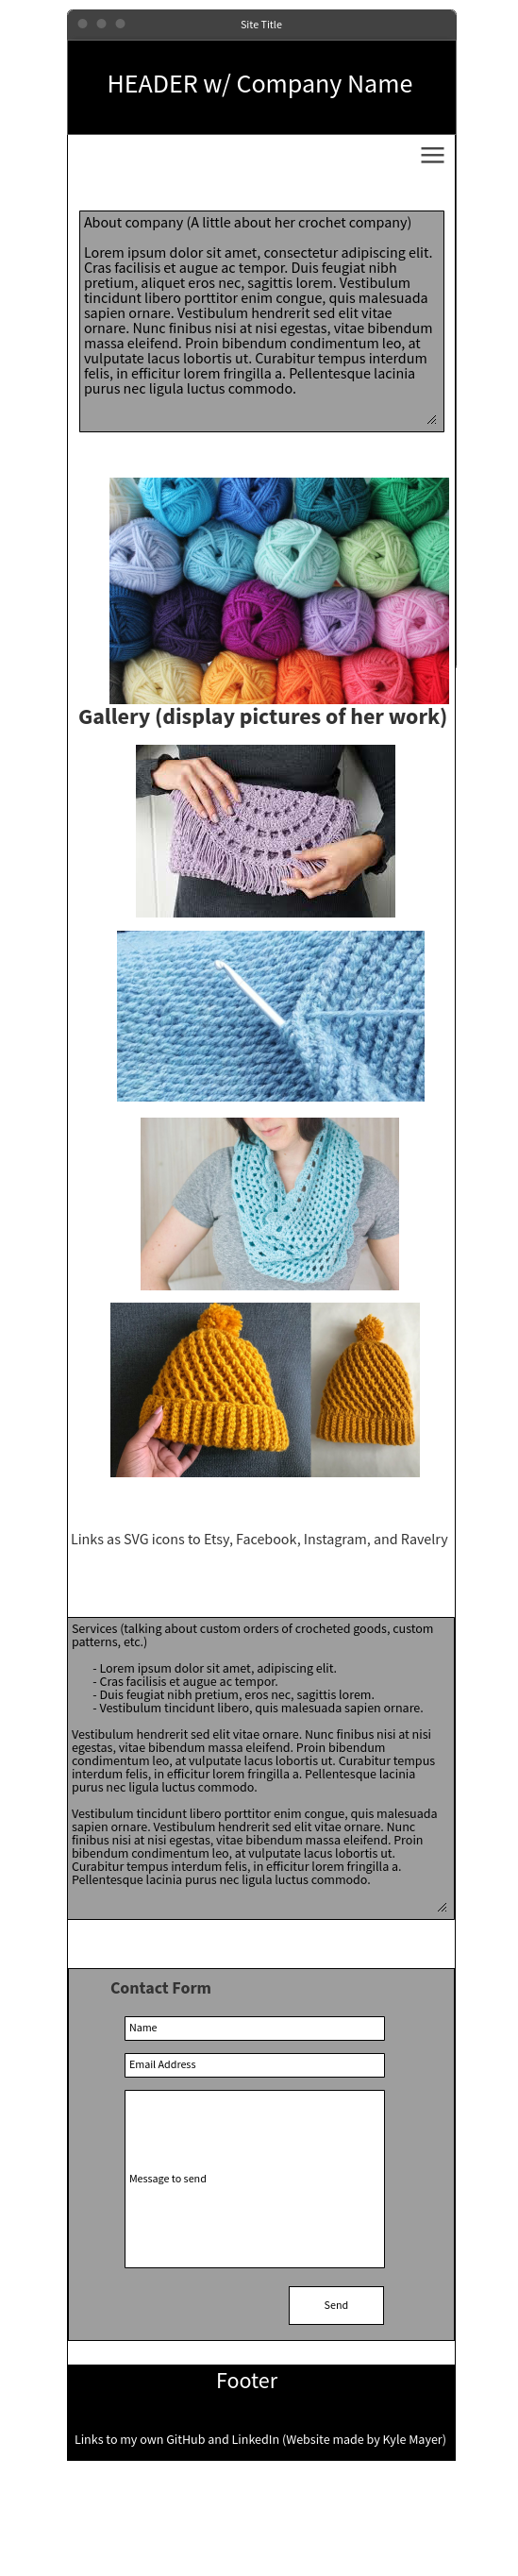 Site Title
HEADER w/ Company Name
About company (A little about her crochet company)
Lorem ipsum dolor sit amet, consectetur adipiscing elit.
Cras facilisis et augue ac tempor. Duis feugiat nibh
pretium, aliquet eros nec, sagittis lorem. Vestibulum
tincidunt libero porttitor enim congue, quis malesuada
sapien ornare. Vestibulum hendrerit sed elit vitae
ornare. Nunc finibus nisi at nisi egestas, vitae bibendum
massa eleifend. Proin bibendum condimentum leo, at
vulputate lacus lobortis ut. Curabitur tempus interdum
felis, in efficitur lorem fringilla a. Pellentesque lacinia
purus nec ligula luctus commodo.
Gallery (display pictures of her work)
Links as SVG icons to Etsy, Facebook, Instagram, and Ravelry
Services (talking about custom orders of crocheted goods, custom
patterns, etc.)
- Lorem ipsum dolor sit amet, adipiscing elit.
- Cras facilisis et augue ac tempor.
- Duis feugiat nibh pretium, eros nec, sagittis lorem.
- Vestibulum tincidunt libero, quis malesuada sapien ornare.
Vestibulum hendrerit sed elit vitae ornare. Nunc finibus nisi at nisi
egestas, vitae bibendum massa eleifend. Proin bibendum
condimentum leo, at vulputate lacus lobortis ut. Curabitur tempus
interdum felis, in efficitur lorem fringilla a. Pellentesque lacinia
purus nec ligula luctus commodo.
Vestibulum tincidunt libero porttitor enim congue, quis malesuada
sapien ornare. Vestibulum hendrerit sed elit vitae ornare. Nunc
finibus nisi at nisi egestas, vitae bibendum massa eleifend. Proin
bibendum condimentum leo, at vulputate lacus lobortis ut.
Curabitur tempus interdum felis, in efficitur lorem fringilla a.
Pellentesque lacinia purus nec ligula luctus commodo.
Contact Form
Name
Email Address
Message to send
Send
Footer
Links to my own GitHub and LinkedIn (Website made by Kyle Mayer)